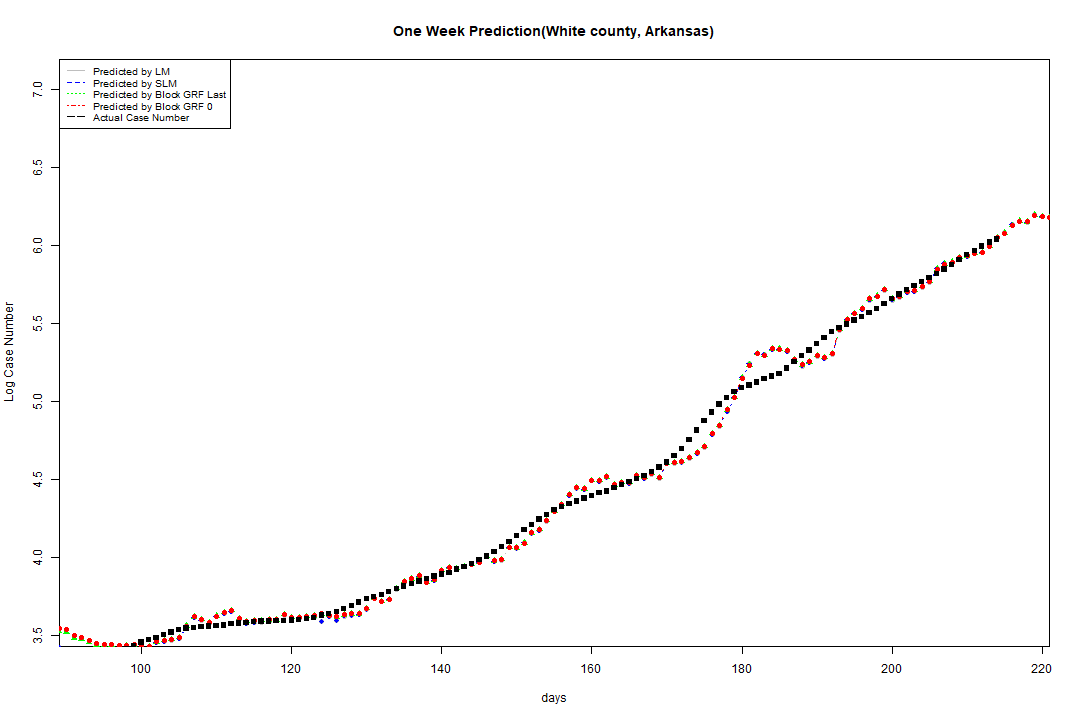 One Week Prediction(White county, Arkansas)
Predicted by LM
Predicted by SLM
Predicted by Block GRF Last
Predicted by Block GRF 0
Actual Case Number
7.0
6.5
6.0
5.5
5.0
4.5
4.0
3.5
Log Case Number
100 120 140 160 180 200 220
days